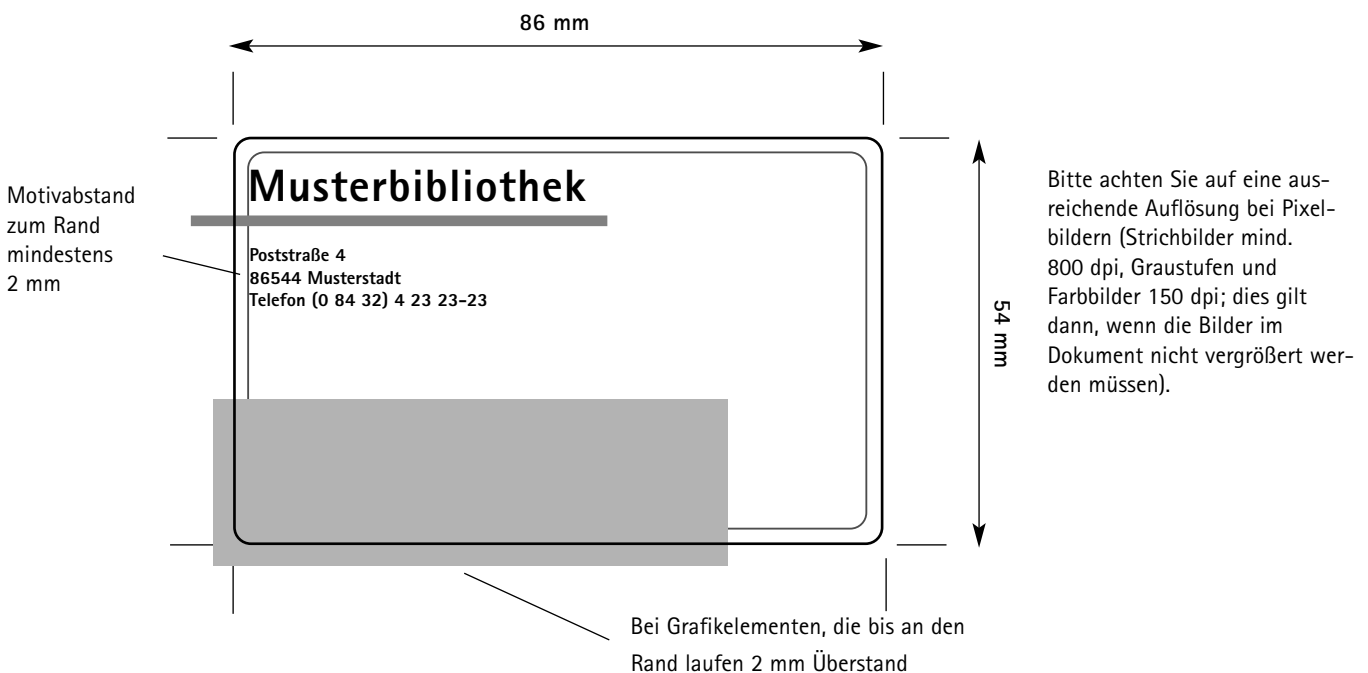 86 mm
Motivabstand
zum Rand
mindestens
2 mm
Musterbibliothek
Poststraße 4
86544 Musterstadt
Telefon (0 84 32) 4 23 23-23
54 mm
Bitte achten Sie auf eine aus-
reichende Auflösung bei Pixel-
bildern (Strichbilder mind.
800 dpi, Graustufen und
Farbbilder 150 dpi; dies gilt
dann, wenn die Bilder im
Dokument nicht vergrößert wer-
den müssen).
Bei Grafikelementen, die bis an den
Rand laufen 2 mm Überstand